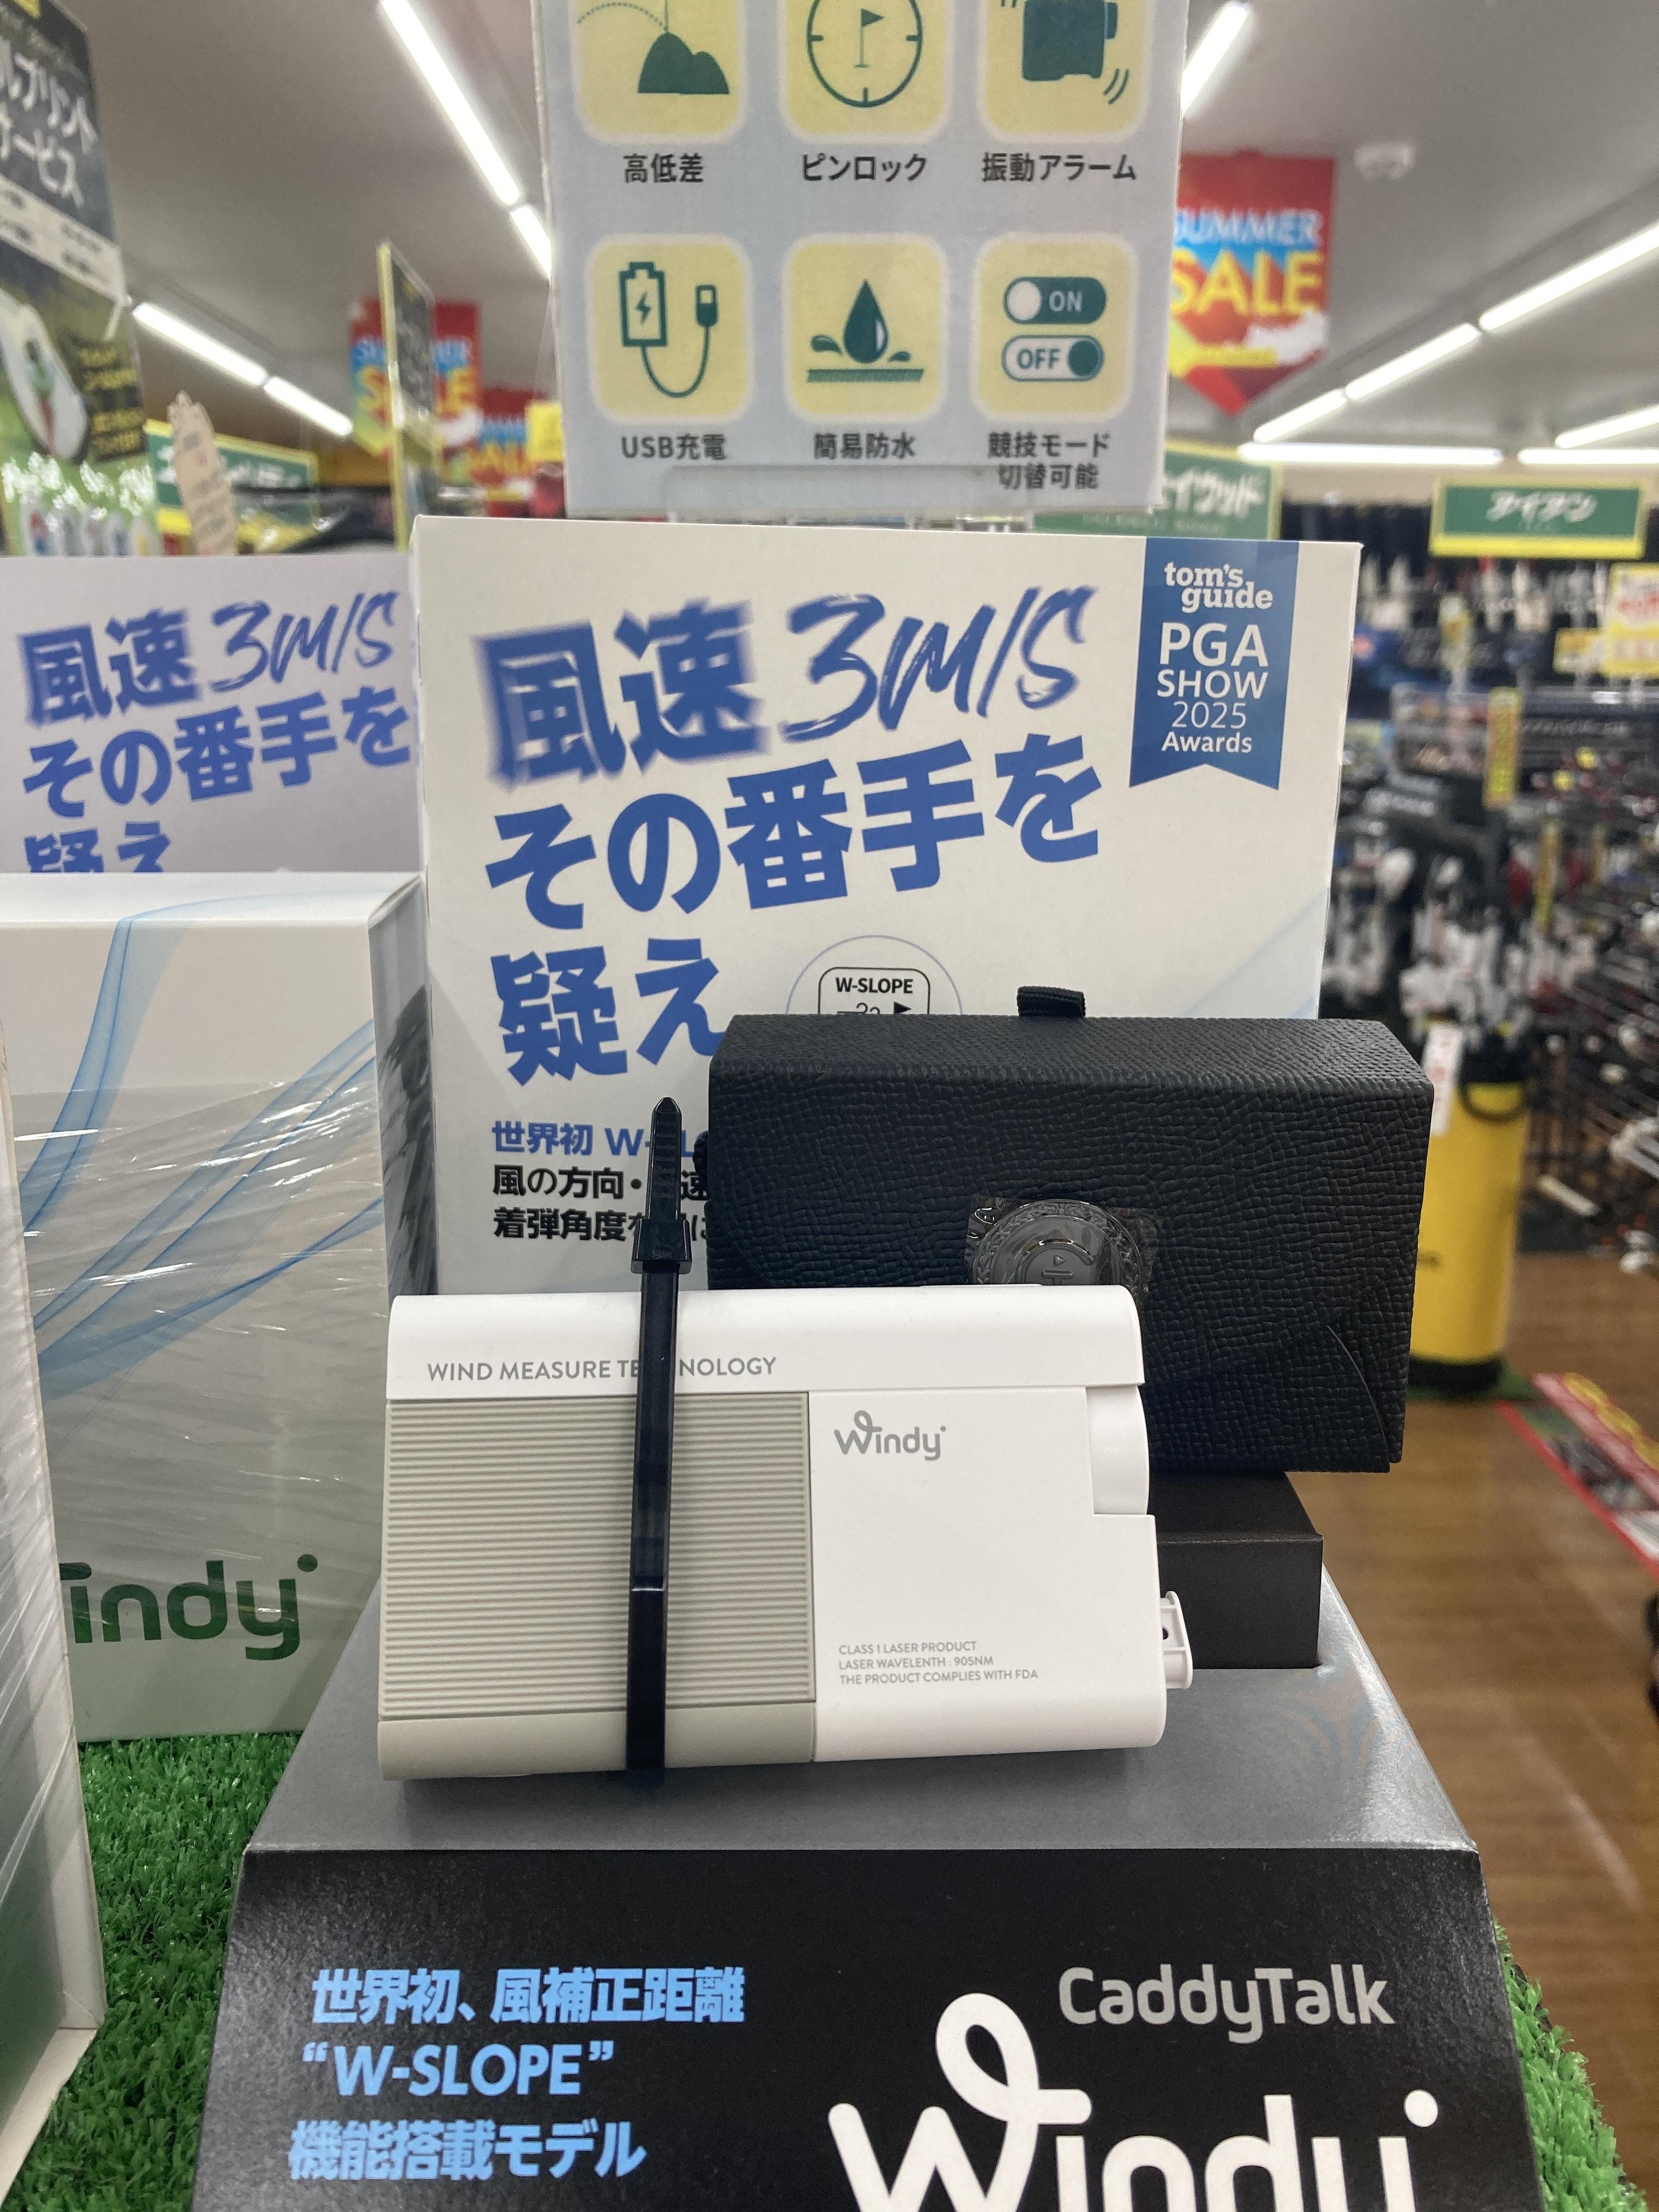 高低差
ピンロック
振動アラーム
ON
OFF
USB充電
簡易防水
競技モード
切替可能
SUMMER
SALE
アイアン
風速3M/S
その番手を
疑え
風速3M/S
その番手を
疑え
tom's
guide
PGA
SHOW
2025
Awards
W-SLOPE
世界初 W-
風の方向・
着弾角度
WIND MEASURE TE NOLOGY
Windy
CLASS 1 LASER PRODUCT
LASER WAVELENTH : 905NM
THE PRODUCT COMPLIES WITH FDA
indy
世界初、風補正距離
“W-SLOPE”
機能搭載モデル
CaddyTalk
Windy